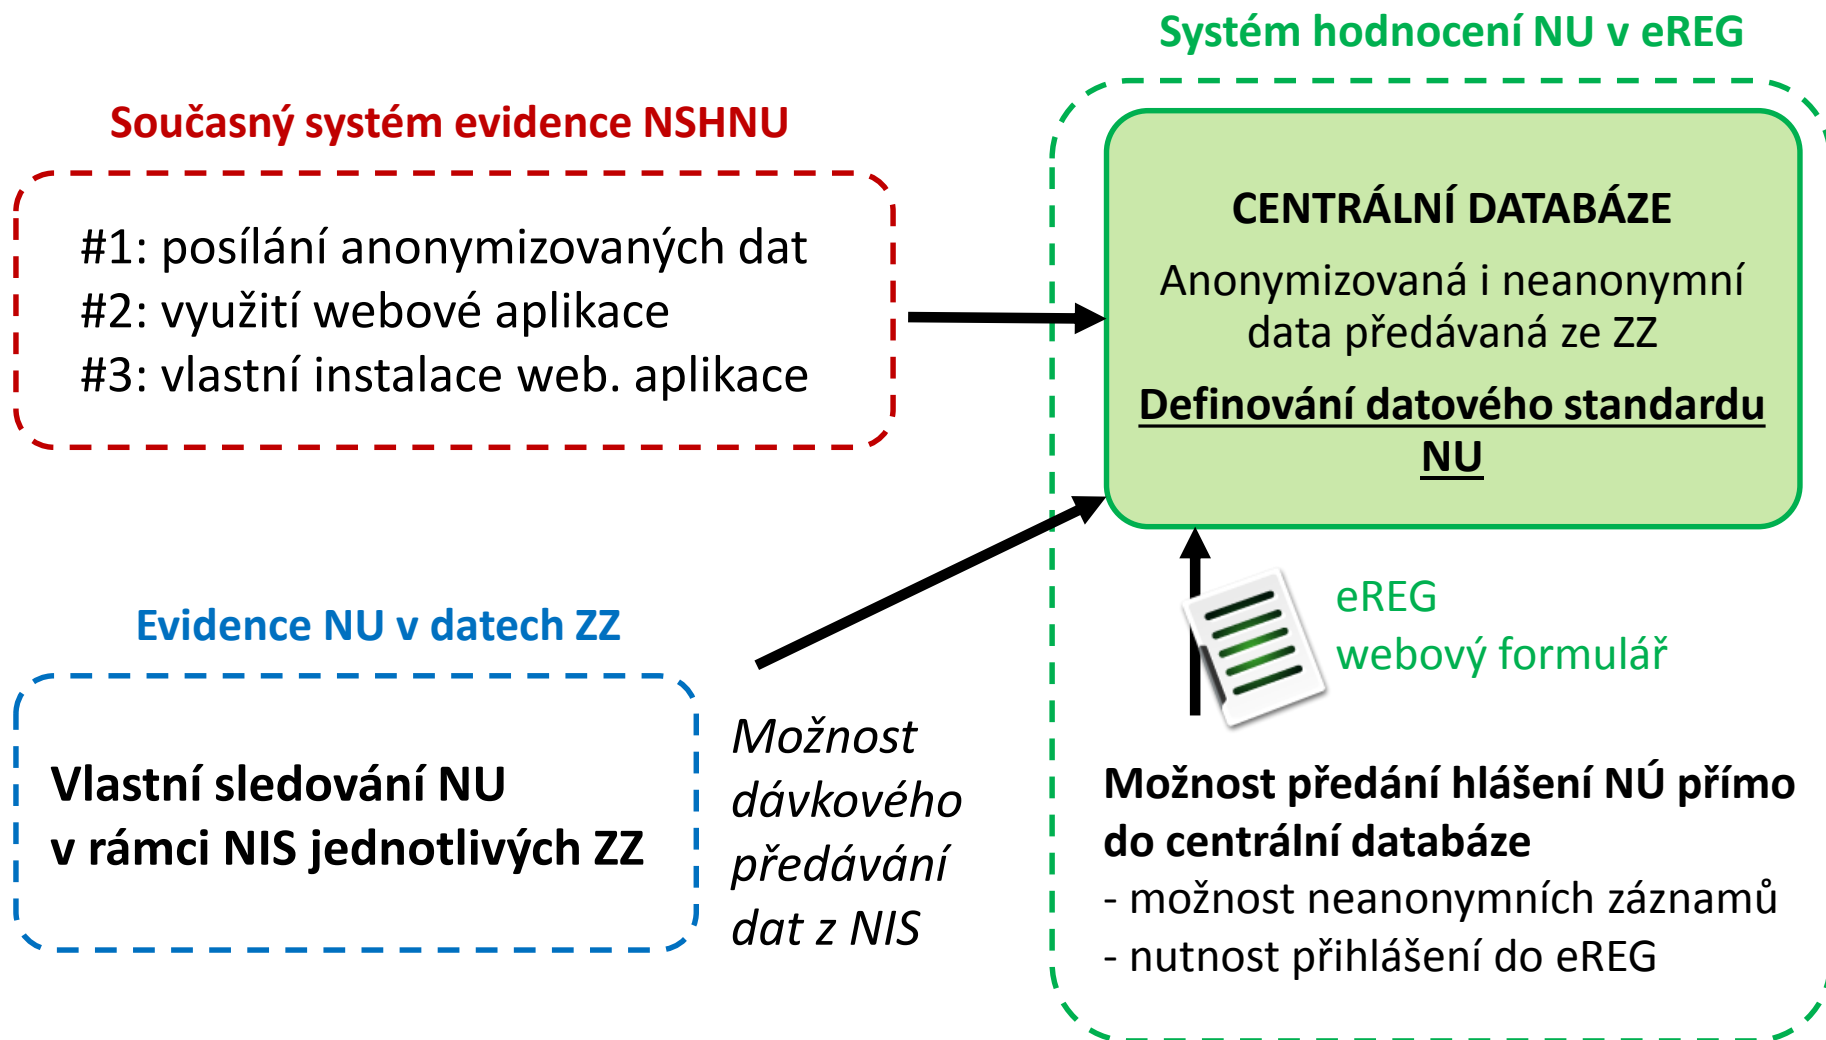 Systém hodnocení NU v eREG
Současný systém evidence NSHNU
#1: posílání anonymizovaných dat
#2: využití webové aplikace
#3: vlastní instalace web. aplikace
CENTRÁLNÍ DATABÁZE
Anonymizovaná i neanonymní
data předávaná ze ZZ
Definování datového standardu
NU
Evidence NU v datech ZZ
Vlastní sledování NU
v rámci NIS jednotlivých ZZ
Možnost
dávkového
předávání
dat z NIS
eREG
webový formulář
Možnost předání hlášení NÚ přímo
do centrální databáze
- možnost neanonymních záznamů
- nutnost přihlášení do eREG